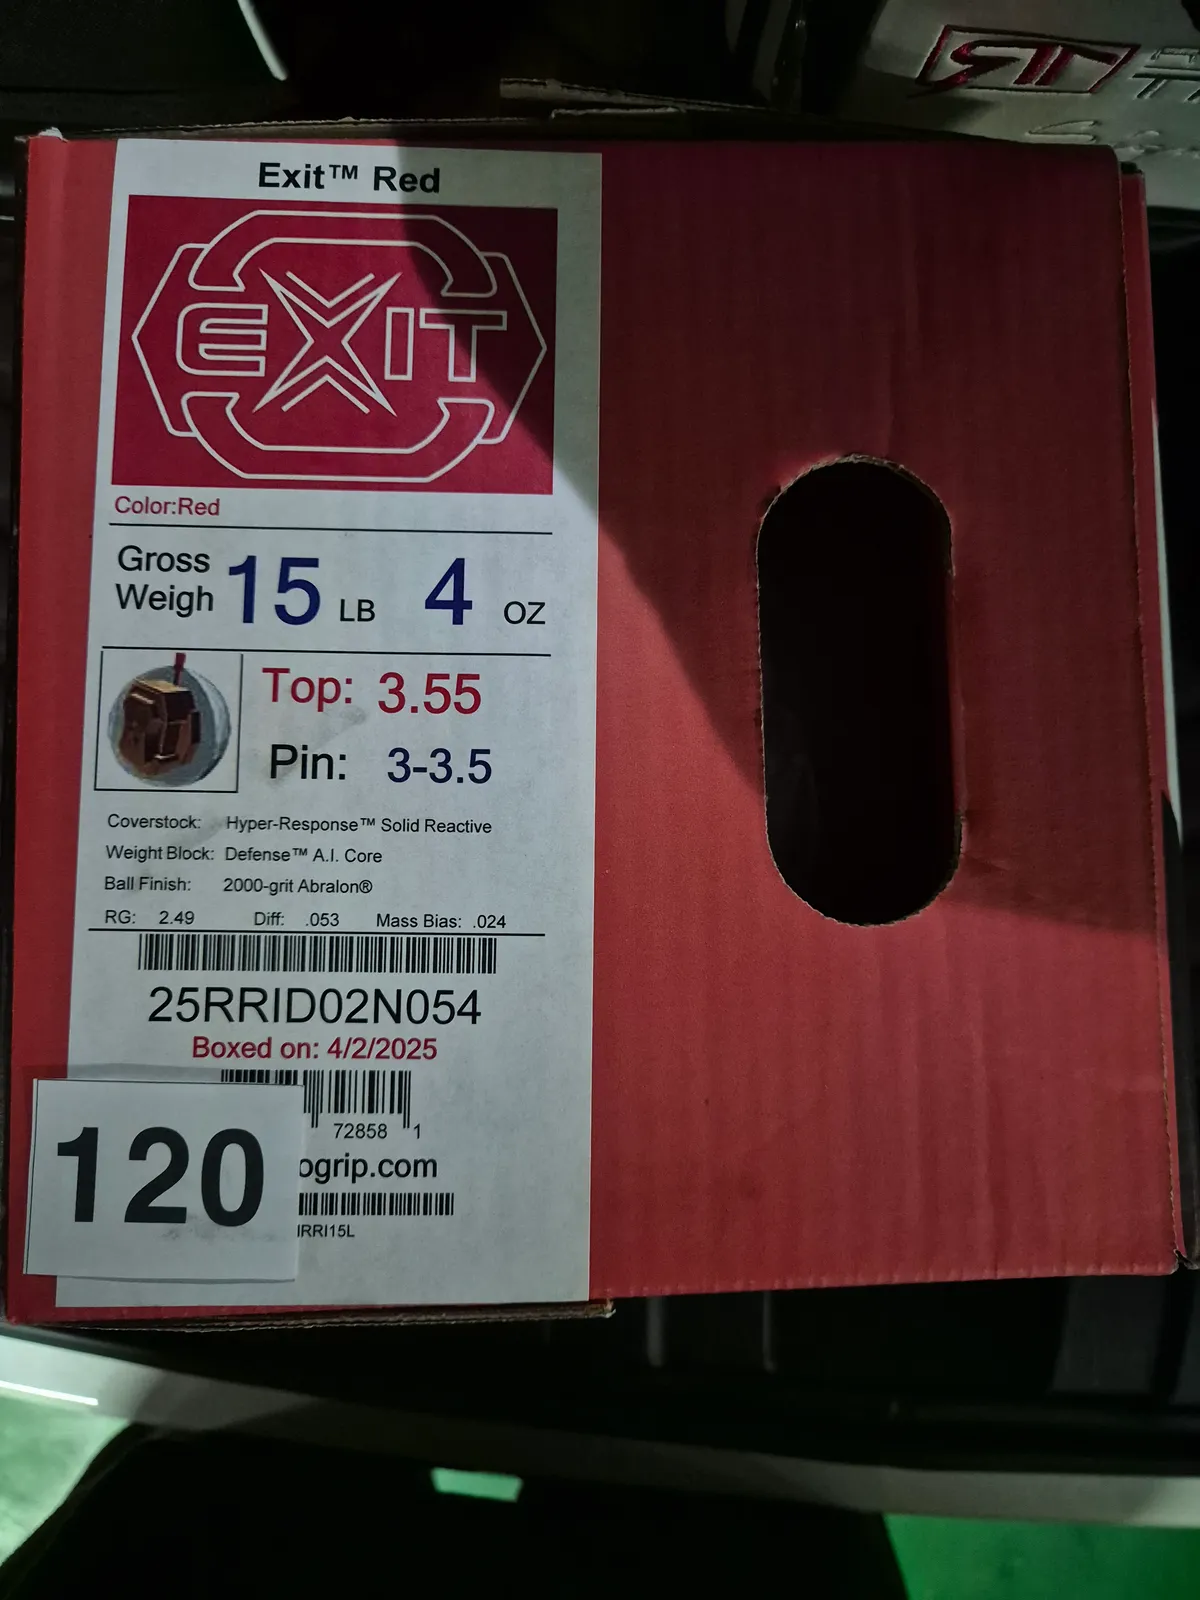 Exit™ Red
EXIT
Color:Red
Gross
Weigh 15 LB 4 OZ
Top: 3.55
Pin: 3-3.5
Coverstock: Hyper-Response™ Solid Reactive
Weight Block: Defense™ A.I. Core
Ball Finish: 2000-grit Abralon®
RG: 2.49 Diff: .053 Mass Bias: .024
25RRID02N054
Boxed on: 4/2/2025
72858 1
ogrip.com
RRI15L
120